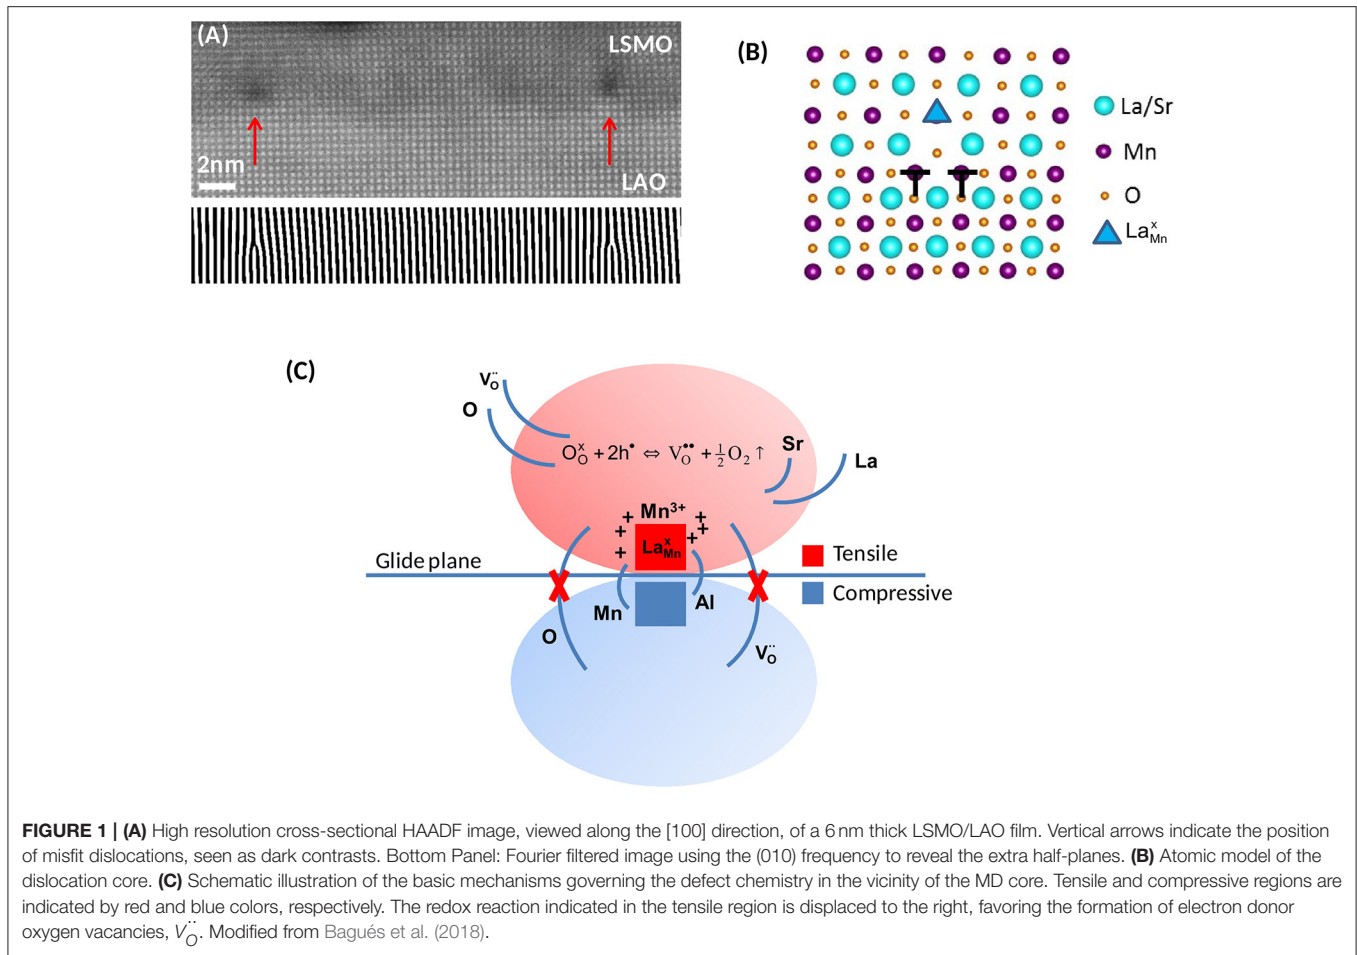 (A)
LSMO
2nm
LAO
(B)
La/Sr
Mn
O
La^x_Mn
(C)
V_O^¨
O
O_O^x + 2h^• ⇔ V_O^•• + ½O₂ ↑
Sr
La
Mn³⁺
+ + + + + +
La^x_Mn
Tensile
Glide plane
Compressive
Mn
Al
O
V_O^¨
FIGURE 1 | (A) High resolution cross-sectional HAADF image, viewed along the [100] direction, of a 6 nm thick LSMO/LAO film. Vertical arrows indicate the position
of misfit dislocations, seen as dark contrasts. Bottom Panel: Fourier filtered image using the (010) frequency to reveal the extra half-planes. (B) Atomic model of the
dislocation core. (C) Schematic illustration of the basic mechanisms governing the defect chemistry in the vicinity of the MD core. Tensile and compressive regions are
indicated by red and blue colors, respectively. The redox reaction indicated in the tensile region is displaced to the right, favoring the formation of electron donor
oxygen vacancies, V_O^¨. Modified from Bagués et al. (2018).